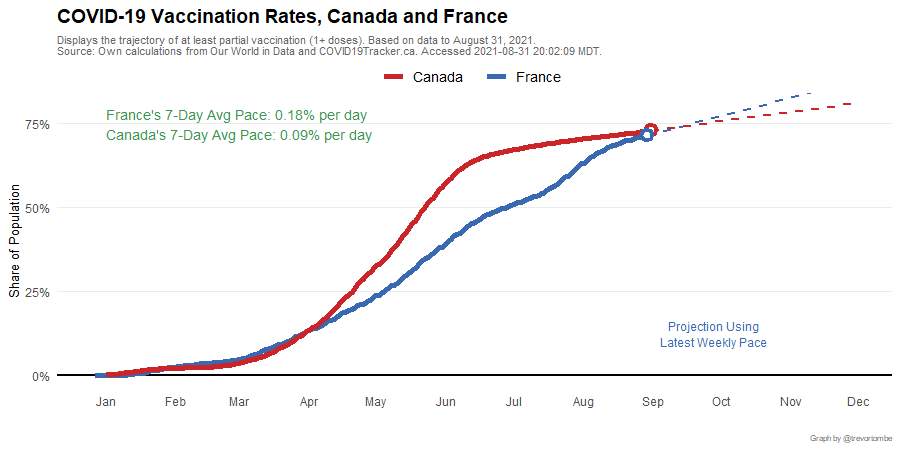 COVID-19 Vaccination Rates, Canada and France
Displays the trajectory of at least partial vaccination (1+ doses). Based on data to August 31, 2021.
Source: Own calculations from Our World in Data and COVID19Tracker.ca. Accessed 2021-08-31 20:02:09 MDT.
Canada France
France's 7-Day Avg Pace: 0.18% per day
Canada's 7-Day Avg Pace: 0.09% per day
75%
50%
25%
0%
Share of Population
Projection Using
Latest Weekly Pace
Jan Feb Mar Apr May Jun Jul Aug Sep Oct Nov Dec
Graph by @trevortombe